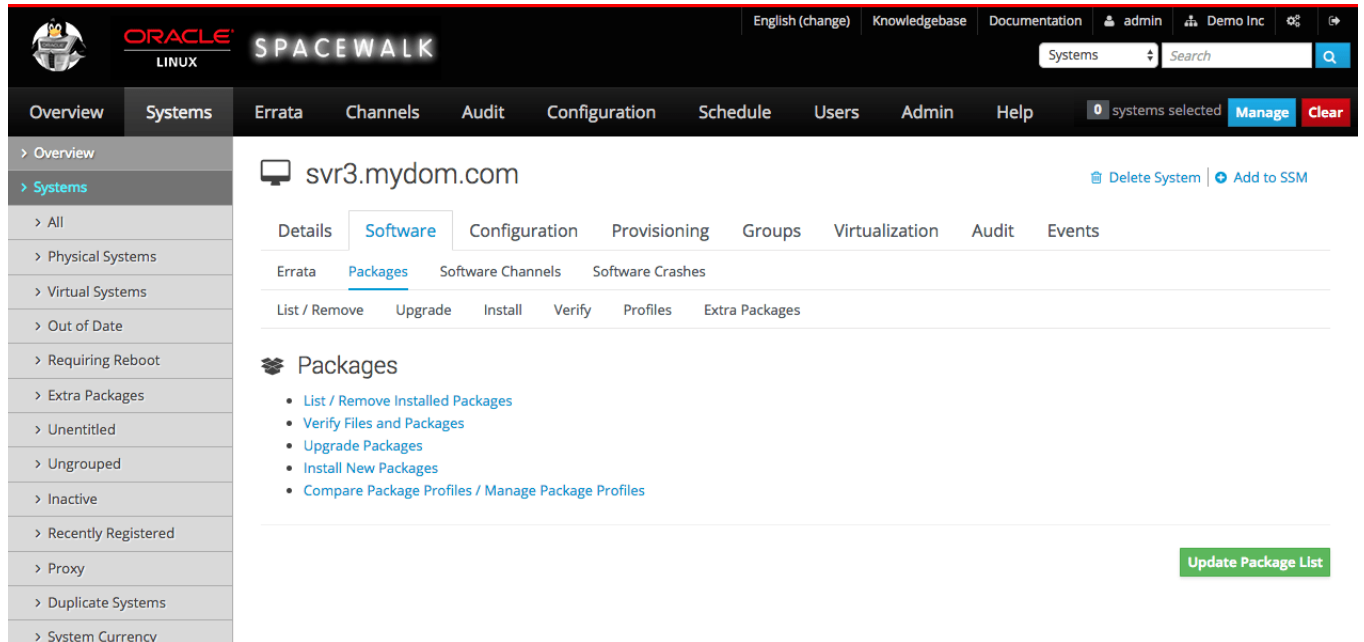 English (change) Knowledgebase Documentation admin Demo Inc
ORACLE
LINUX
SPACEWALK
Systems Search
Overview Systems Errata Channels Audit Configuration Schedule Users Admin Help 0 systems selected Manage Clear
> Overview
> Systems
> All
> Physical Systems
> Virtual Systems
> Out of Date
> Requiring Reboot
> Extra Packages
> Unentitled
> Ungrouped
> Inactive
> Recently Registered
> Proxy
> Duplicate Systems
> System Currency
svr3.mydom.com
Delete System | Add to SSM
Details Software Configuration Provisioning Groups Virtualization Audit Events
Errata Packages Software Channels Software Crashes
List / Remove Upgrade Install Verify Profiles Extra Packages
Packages
• List / Remove Installed Packages
• Verify Files and Packages
• Upgrade Packages
• Install New Packages
• Compare Package Profiles / Manage Package Profiles
Update Package List